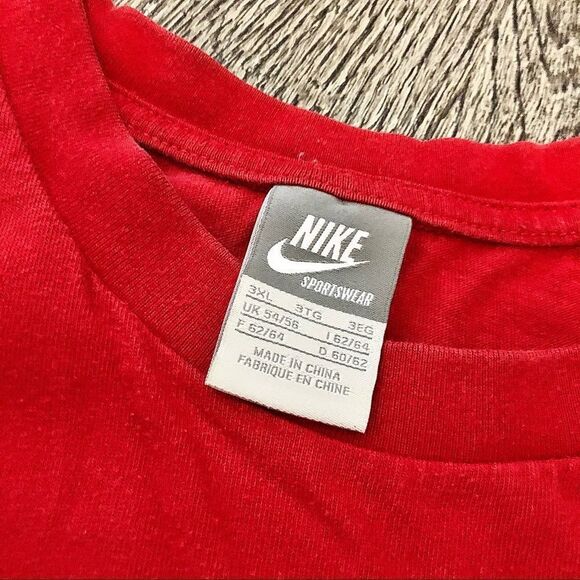 NIKE
SPORTSWEAR
3XL 3TG 3EG
UK 54/56 I 62/64
F 62/64 D 60/62
MADE IN CHINA
FABRIQUE EN CHINE